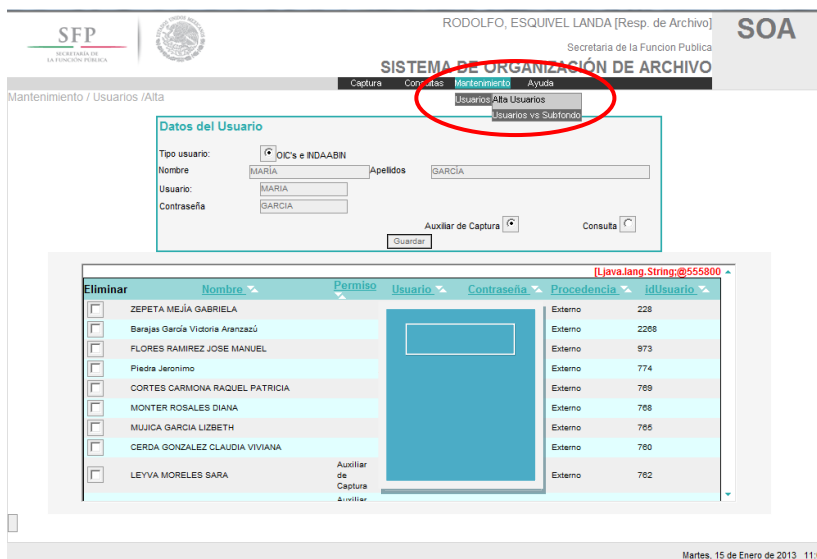 SFP
SECRETARÍA DE
LA FUNCIÓN PÚBLICA
RODOLFO, ESQUIVEL LANDA [Resp. de Archivo]
SOA
Secretaria de la Funcion Publica
SISTEMA DE ORGANIZACIÓN DE ARCHIVO
Captura Consultas Mantenimiento Ayuda
Mantenimiento / Usuarios /Alta
Usuarios Alta Usuarios
Usuarios vs Subfondo
Datos del Usuario
Tipo usuario: OIC's e INDAABIN
Nombre MARÍA Apellidos GARCÍA
Usuario: MARIA
Contraseña GARCIA
Auxiliar de Captura Consulta
Guardar
[Ljava.lang.String;@555800
Eliminar Nombre Permiso Usuario Contraseña Procedencia idUsuario
ZEPETA MEJÍA GABRIELA Externo 228
Barajas García Victoria Aranzazú Externo 2268
FLORES RAMIREZ JOSE MANUEL Externo 973
Piedra Jeronimo Externo 774
CORTES CARMONA RAQUEL PATRICIA Externo 769
MONTER ROSALES DIANA Externo 768
MUJICA GARCIA LIZBETH Externo 765
CERDA GONZALEZ CLAUDIA VIVIANA Externo 760
LEYVA MORELES SARA Auxiliar de Captura Externo 762
Auxiliar
Martes, 15 de Enero de 2013 11: